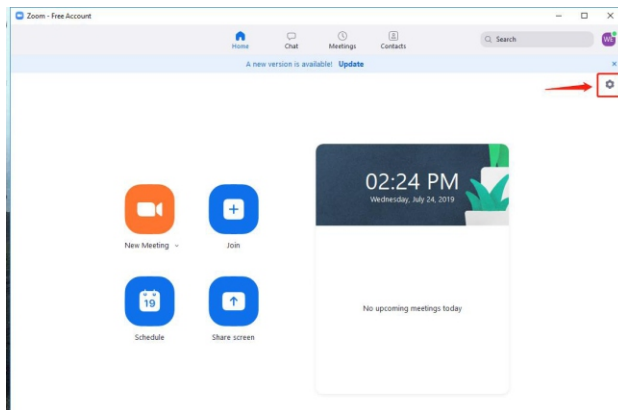 Zoom - Free Account
Home
Chat
Meetings
Contacts
Search
WE
A new version is available! Update
02:24 PM
Wednesday, July 24, 2019
New Meeting
Join
19
Schedule
Share screen
No upcoming meetings today